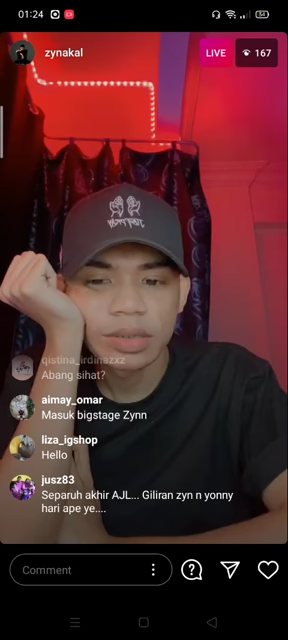 01:24
54
zynakal
LIVE
167
qistina_irdinazxz
Abang sihat?
aimay_omar
Masuk bigstage Zynn
liza_igshop
Hello
jusz83
Separuh akhir AJL... Giliran zyn n yonny
hari ape ye....
Comment